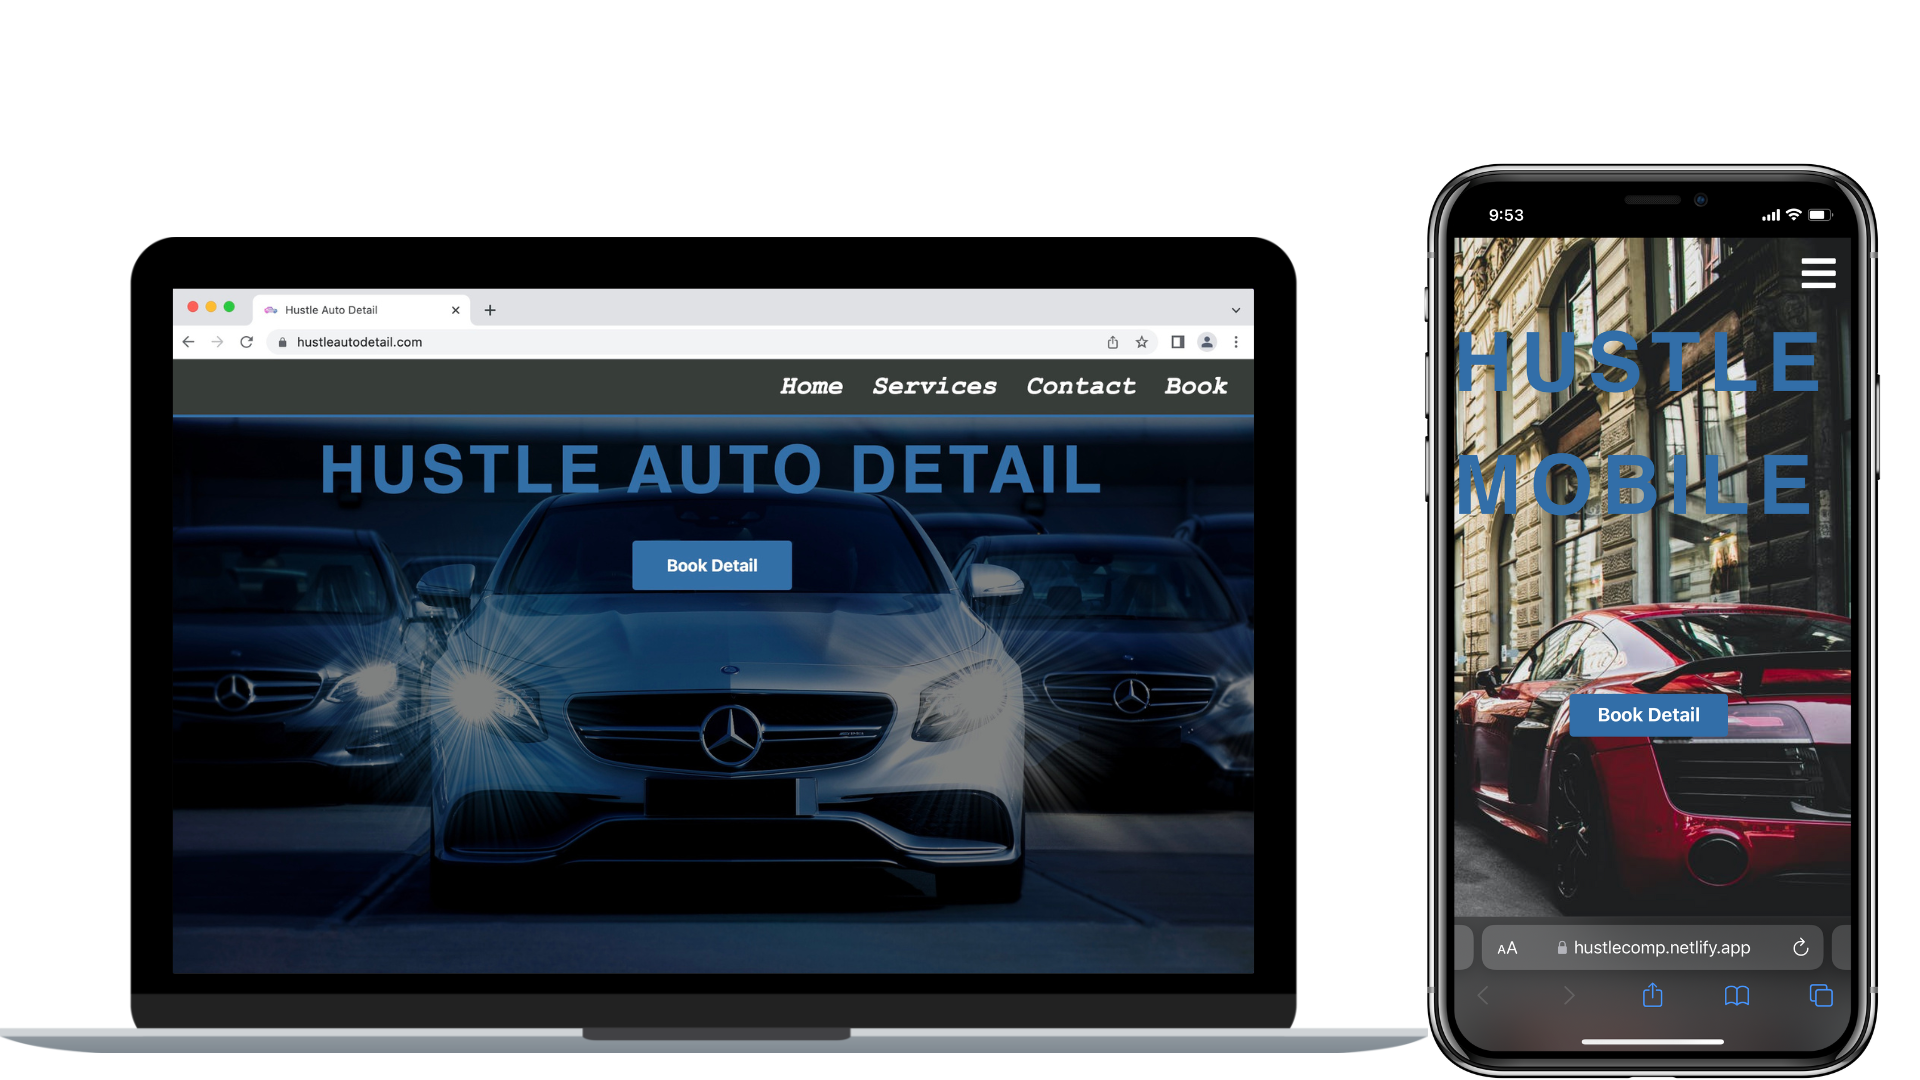 Hustle Auto Detail
hustleautodetail.com
Home Services Contact Book
HUSTLE AUTO DETAIL
Book Detail
9:53
HUSTLE
MOBILE
Book Detail
AA hustlecomp.netlify.app